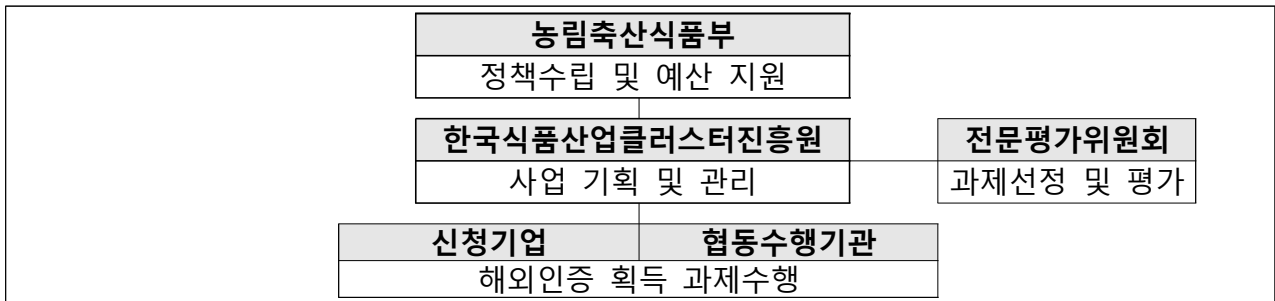 농림축산식품부
정책수립 및 예산 지원
한국식품산업클러스터진흥원
전문평가위원회
사업 기획 및 관리
과제선정 및 평가
신청기업
협동수행기관
해외인증 획득 과제수행